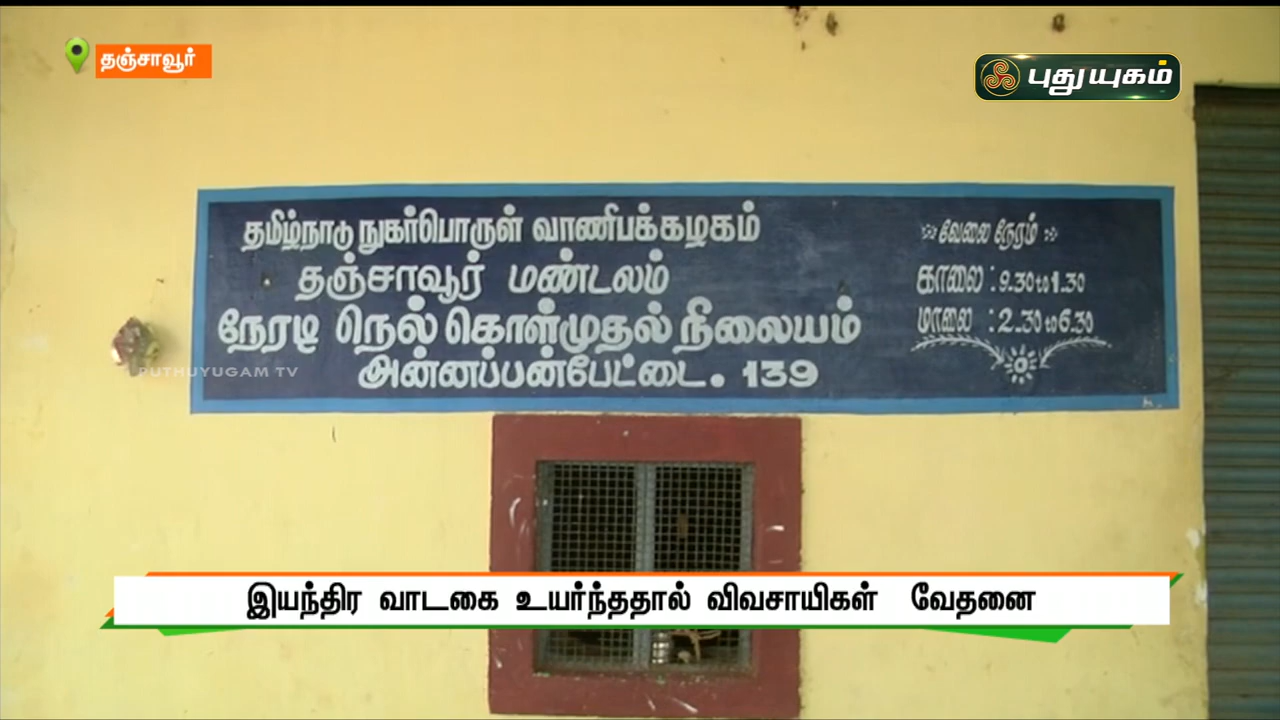 தஞ்சாவூர்
புதுயுகம்
தமிழ்நாடு நுகர்பொருள் வாணிபக்கழகம்
தஞ்சாவூர் மண்டலம்
நேரடி நெல் கொள்முதல் நிலையம்
அன்னப்பன்பேட்டை. 139
வேலை நேரம்
காலை : 9.30 to 1.30
மாலை : 2.30 to 6.30
PUTHUYUGAM TV
இயந்திர வாடகை உயர்ந்ததால் விவசாயிகள் வேதனை